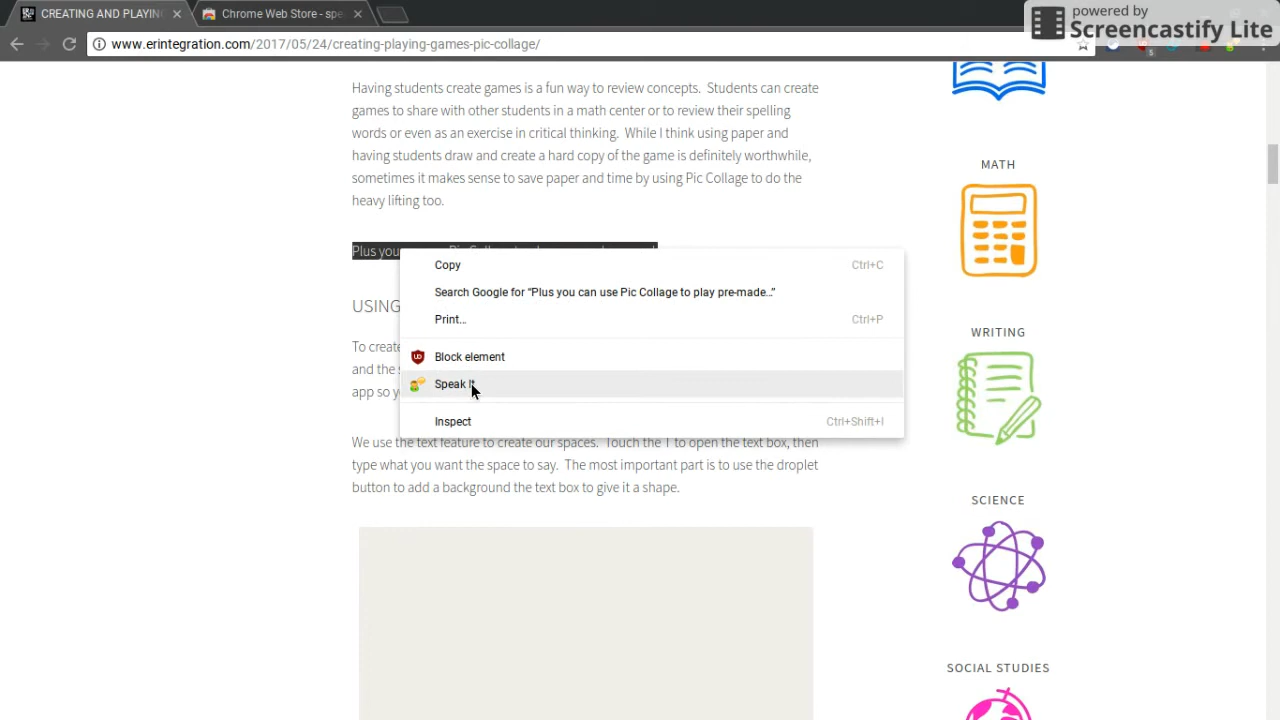 CREATING AND PLAYIN
Chrome Web Store - spe
powered by
Screencastify Lite
www.erintegration.com/2017/05/24/creating-playing-games-pic-collage/
5
Having students create games is a fun way to review concepts. Students can create
games to share with other students in a math center or to review their spelling
words or even as an exercise in critical thinking. While I think using paper and
having students draw and create a hard copy of the game is definitely worthwhile,
sometimes it makes sense to save paper and time by using Pic Collage to do the
heavy lifting too.
Plus you
Copy Ctrl+C
Search Google for “Plus you can use Pic Collage to play pre-made…”
Print… Ctrl+P
Block element
Speak It
Inspect Ctrl+Shift+I
USING
To create
and the s
app so y
We use the text feature to create our spaces. Touch the T to open the text box, then
type what you want the space to say. The most important part is to use the droplet
button to add a background the text box to give it a shape.
MATH
WRITING
SCIENCE
SOCIAL STUDIES